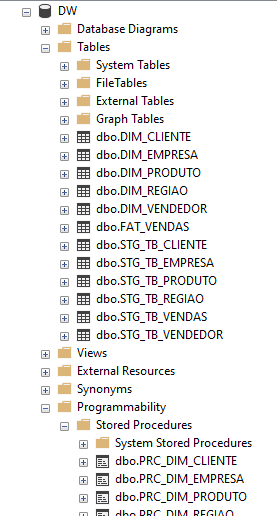 DW
Database Diagrams
Tables
System Tables
FileTables
External Tables
Graph Tables
dbo.DIM_CLIENTE
dbo.DIM_EMPRESA
dbo.DIM_PRODUTO
dbo.DIM_REGIAO
dbo.DIM_VENDEDOR
dbo.FAT_VENDAS
dbo.STG_TB_CLIENTE
dbo.STG_TB_EMPRESA
dbo.STG_TB_PRODUTO
dbo.STG_TB_REGIAO
dbo.STG_TB_VENDAS
dbo.STG_TB_VENDEDOR
Views
External Resources
Synonyms
Programmability
Stored Procedures
System Stored Procedures
dbo.PRC_DIM_CLIENTE
dbo.PRC_DIM_EMPRESA
dbo.PRC_DIM_PRODUTO
dbo.PRC_DIM_REGIAO